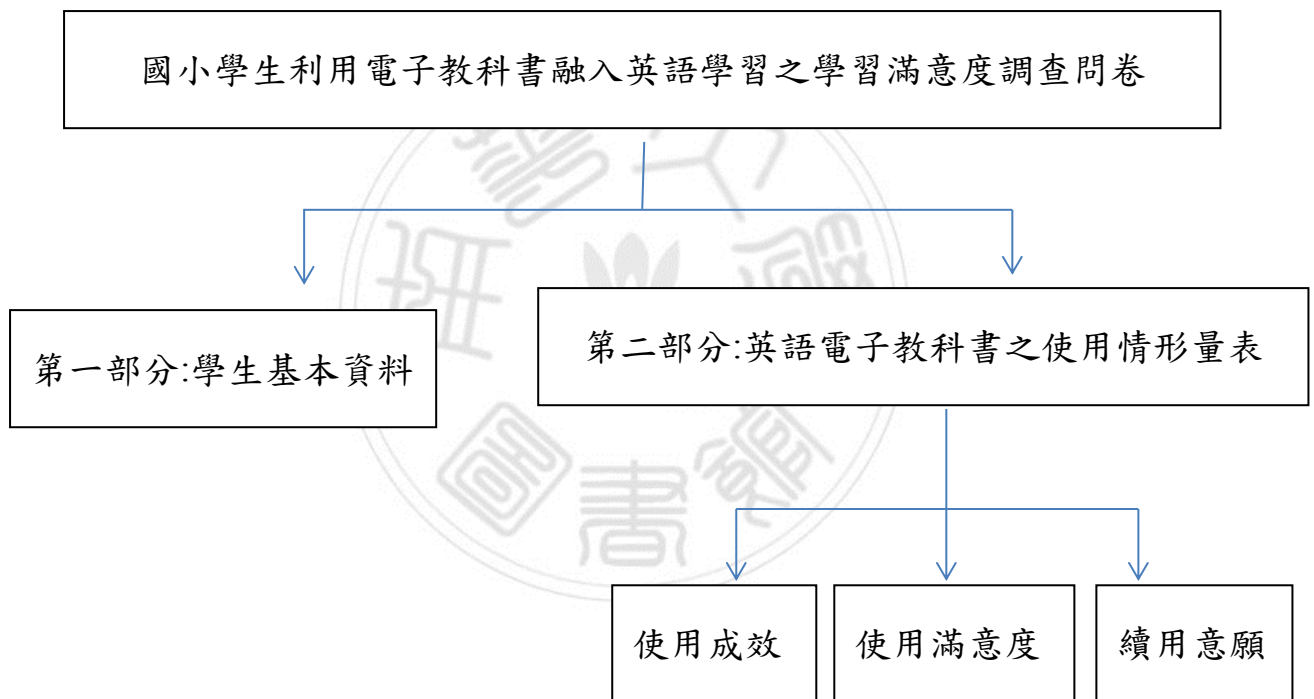 國小學生利用電子教科書融入英語學習之學習滿意度調查問卷
第一部分:學生基本資料
第二部分:英語電子教科書之使用情形量表
使用成效
使用滿意度
續用意願